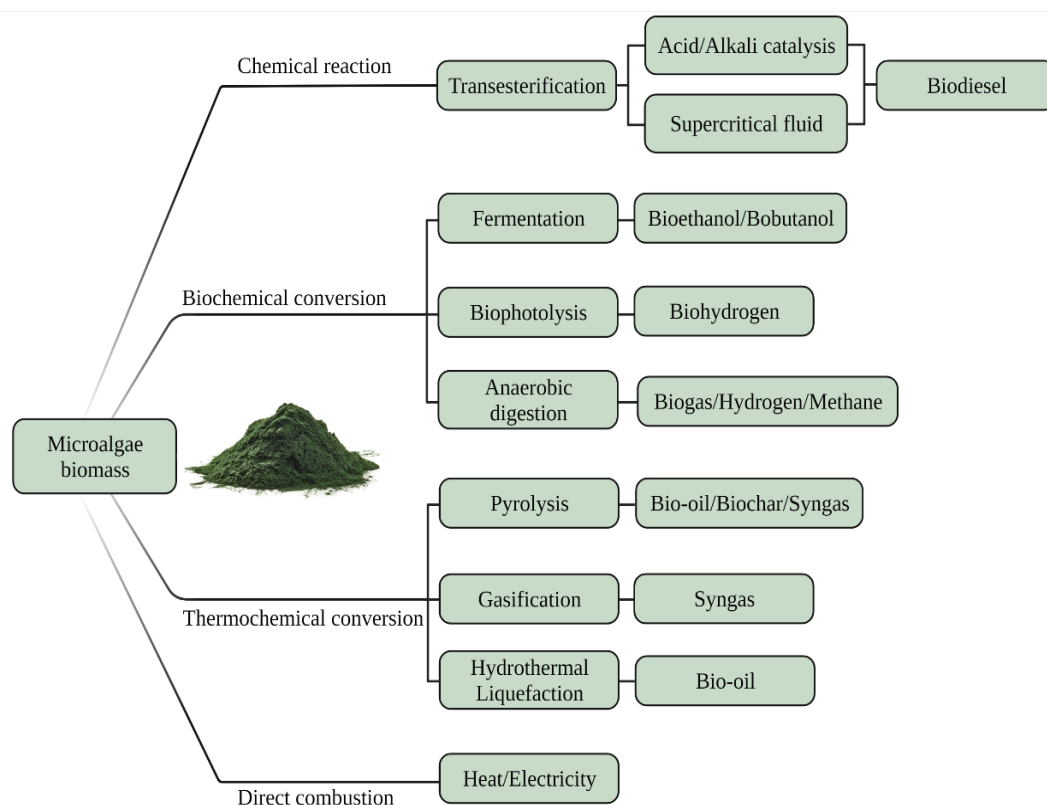 Chemical reaction
Transesterification
Acid/Alkali catalysis
Supercritical fluid
Biodiesel
Biochemical conversion
Fermentation
Bioethanol/Bobutanol
Biophotolysis
Biohydrogen
Anaerobic
digestion
Biogas/Hydrogen/Methane
Microalgae
biomass
Pyrolysis
Bio-oil/Biochar/Syngas
Thermochemical conversion
Gasification
Syngas
Hydrothermal
Liquefaction
Bio-oil
Direct combustion
Heat/Electricity